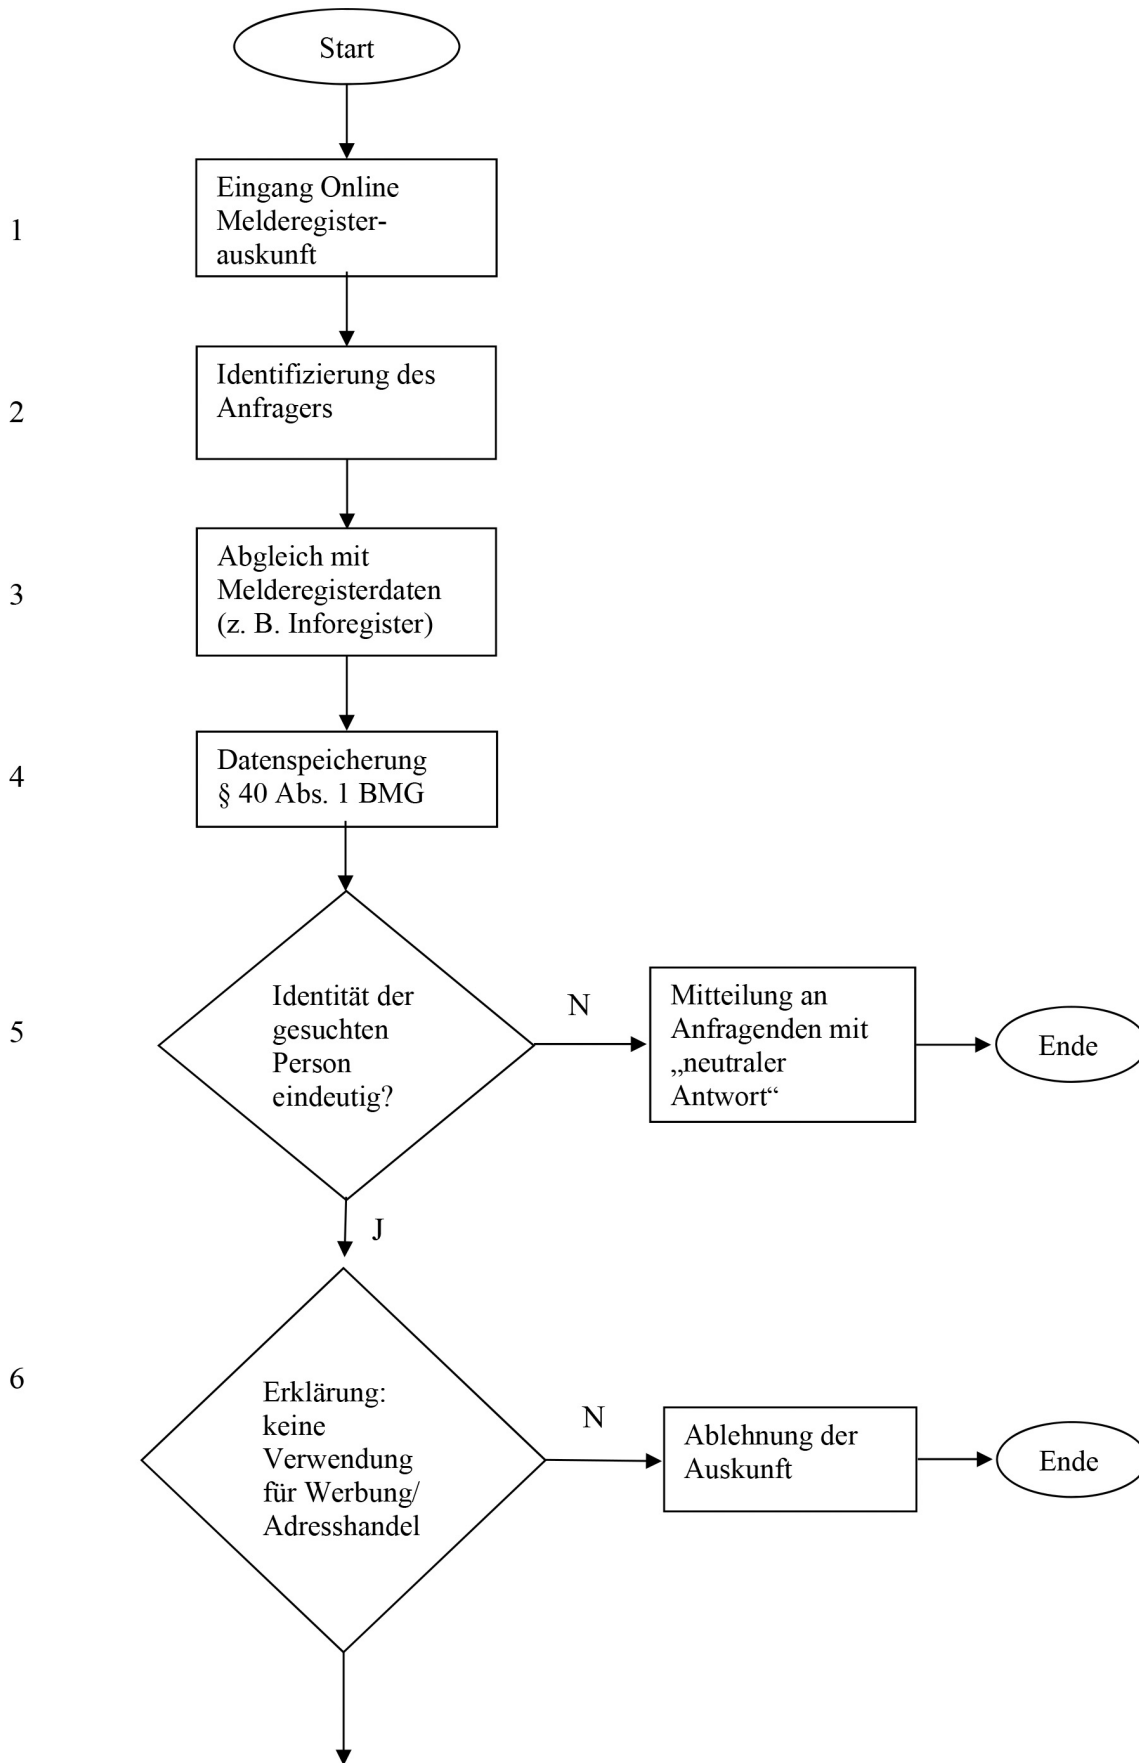 Start
1
Eingang Online
Melderegister-
auskunft
2
Identifizierung des
Anfragers
3
Abgleich mit
Melderegisterdaten
(z. B. Inforegister)
4
Datenspeicherung
§ 40 Abs. 1 BMG
5
Identität der
gesuchten
Person
eindeutig?
N
Mitteilung an
Anfragenden mit
„neutraler
Antwort“
Ende
J
6
Erklärung:
keine
Verwendung
für Werbung/
Adresshandel
N
Ablehnung der
Auskunft
Ende